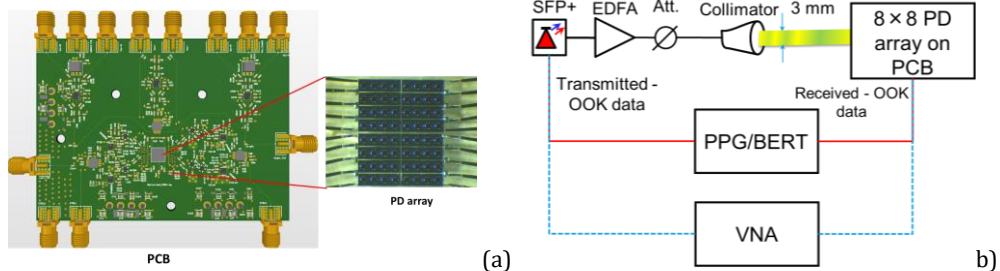 PCB
PD array
(a)
SFP+ EDFA Att. Collimator 3 mm
8×8 PD
array on
PCB
Transmitted -
OOK data
Received - OOK
data
PPG/BERT
VNA
b)